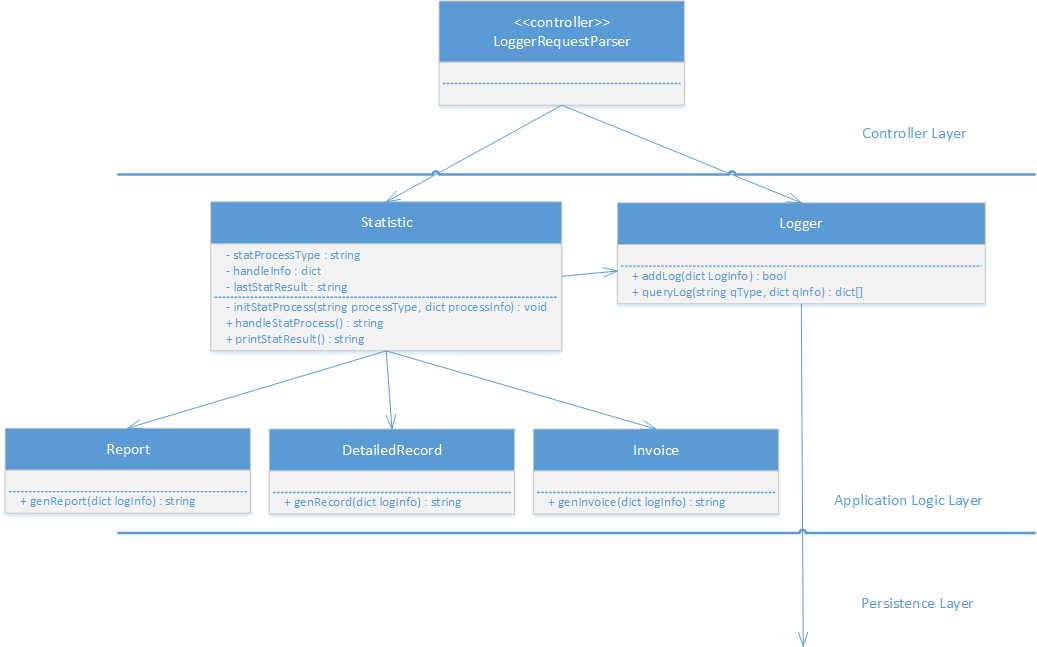 <<controller>>
LoggerRequestParser
Controller Layer
Statistic
- statProcessType : string
- handleInfo : dict
- lastStatResult : string
- initStatProcess(string processType, dict processInfo) : void
+ handleStatProcess() : string
+ printStatResult() : string
Logger
+ addLog(dict LogInfo) : bool
+ queryLog(string qType, dict qInfo) : dict[]
Report
+ genReport(dict logInfo) : string
DetailedRecord
+ genRecord(dict logInfo) : string
Invoice
+ genInvoice(dict logInfo) : string
Application Logic Layer
Persistence Layer